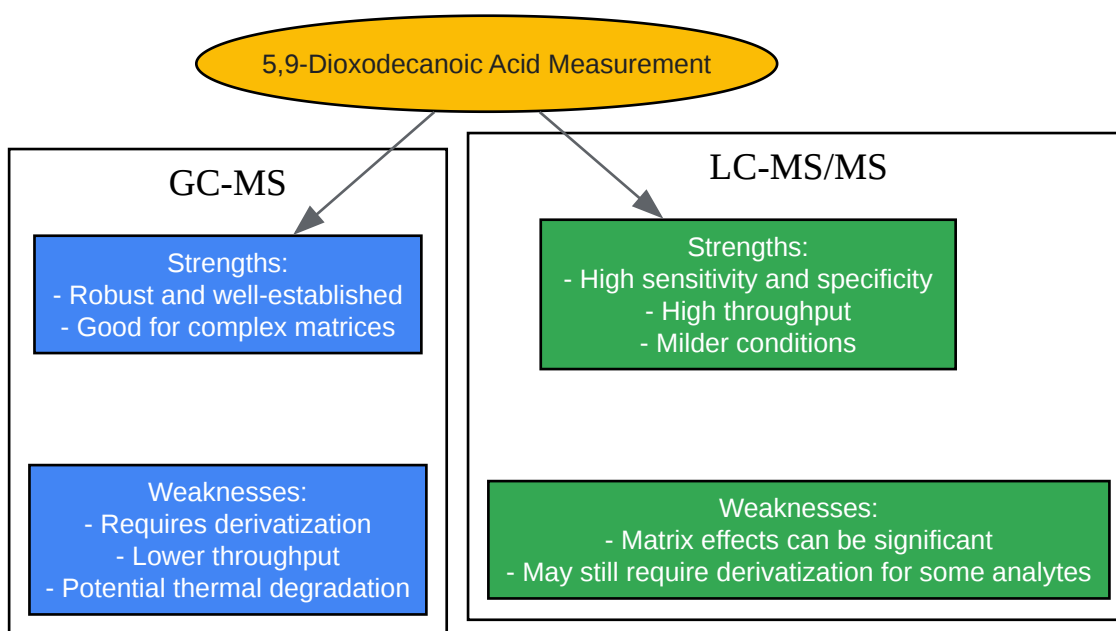 5,9-Dioxodecanoic Acid Measurement
GC-MS
Strengths:
- Robust and well-established
- Good for complex matrices
Weaknesses:
- Requires derivatization
- Lower throughput
- Potential thermal degradation
LC-MS/MS
Strengths:
- High sensitivity and specificity
- High throughput
- Milder conditions
Weaknesses:
- Matrix effects can be significant
- May still require derivatization for some analytes